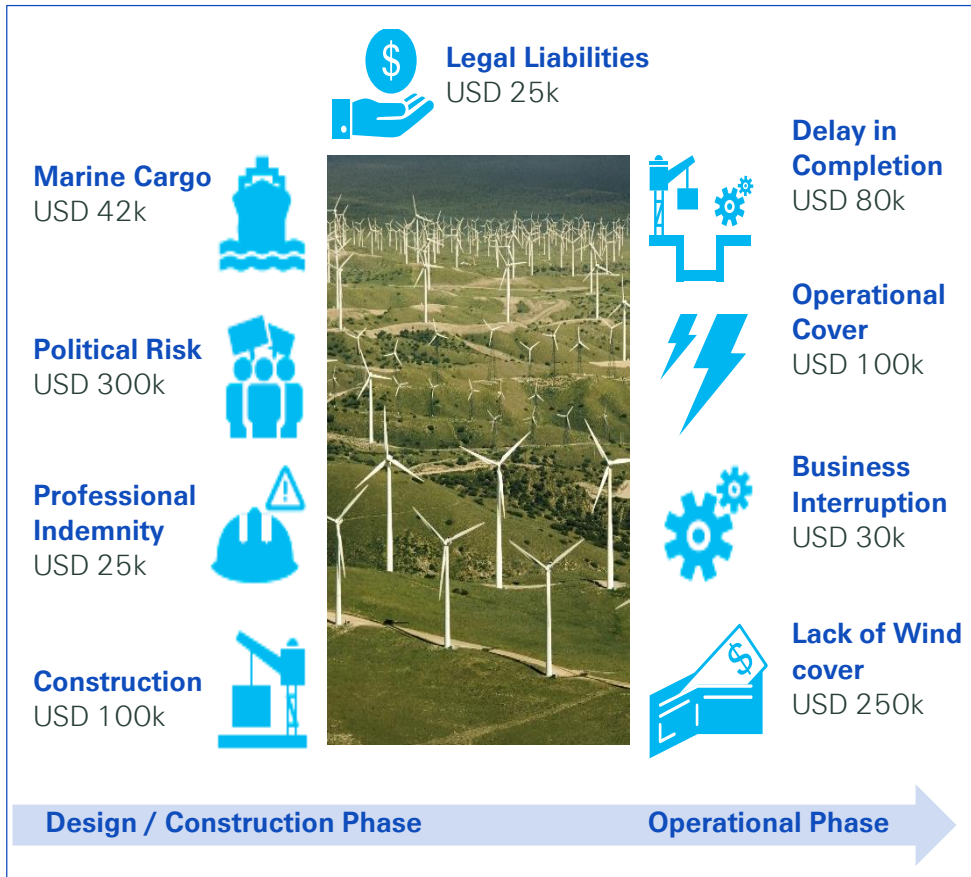 Legal Liabilities
USD 25k
Marine Cargo
USD 42k
Political Risk
USD 300k
Professional
Indemnity
USD 25k
Construction
USD 100k
Delay in
Completion
USD 80k
Operational
Cover
USD 100k
Business
Interruption
USD 30k
Lack of Wind
cover
USD 250k
$
$
Design / Construction Phase
Operational Phase